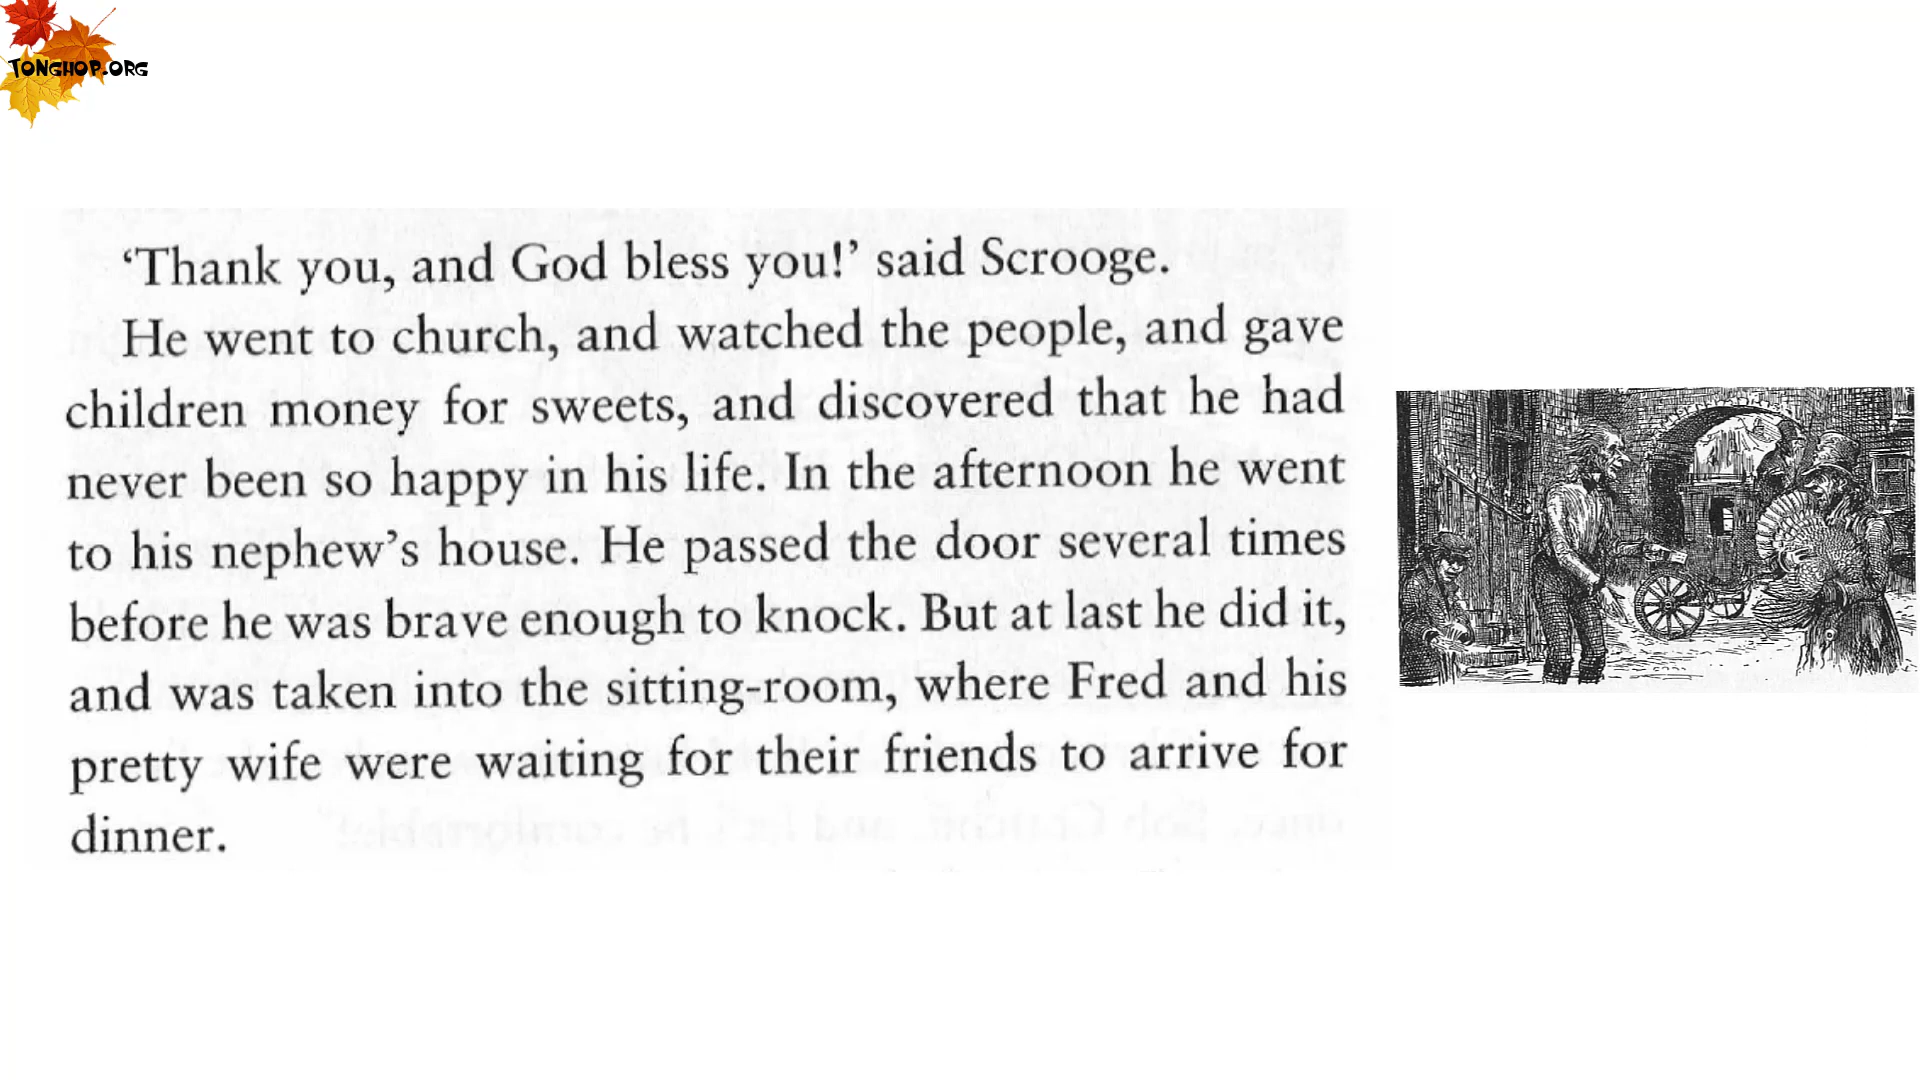 TONGHOP.ORG
‘Thank you, and God bless you!’ said Scrooge.
He went to church, and watched the people, and gave
children money for sweets, and discovered that he had
never been so happy in his life. In the afternoon he went
to his nephew’s house. He passed the door several times
before he was brave enough to knock. But at last he did it,
and was taken into the sitting-room, where Fred and his
pretty wife were waiting for their friends to arrive for
dinner.